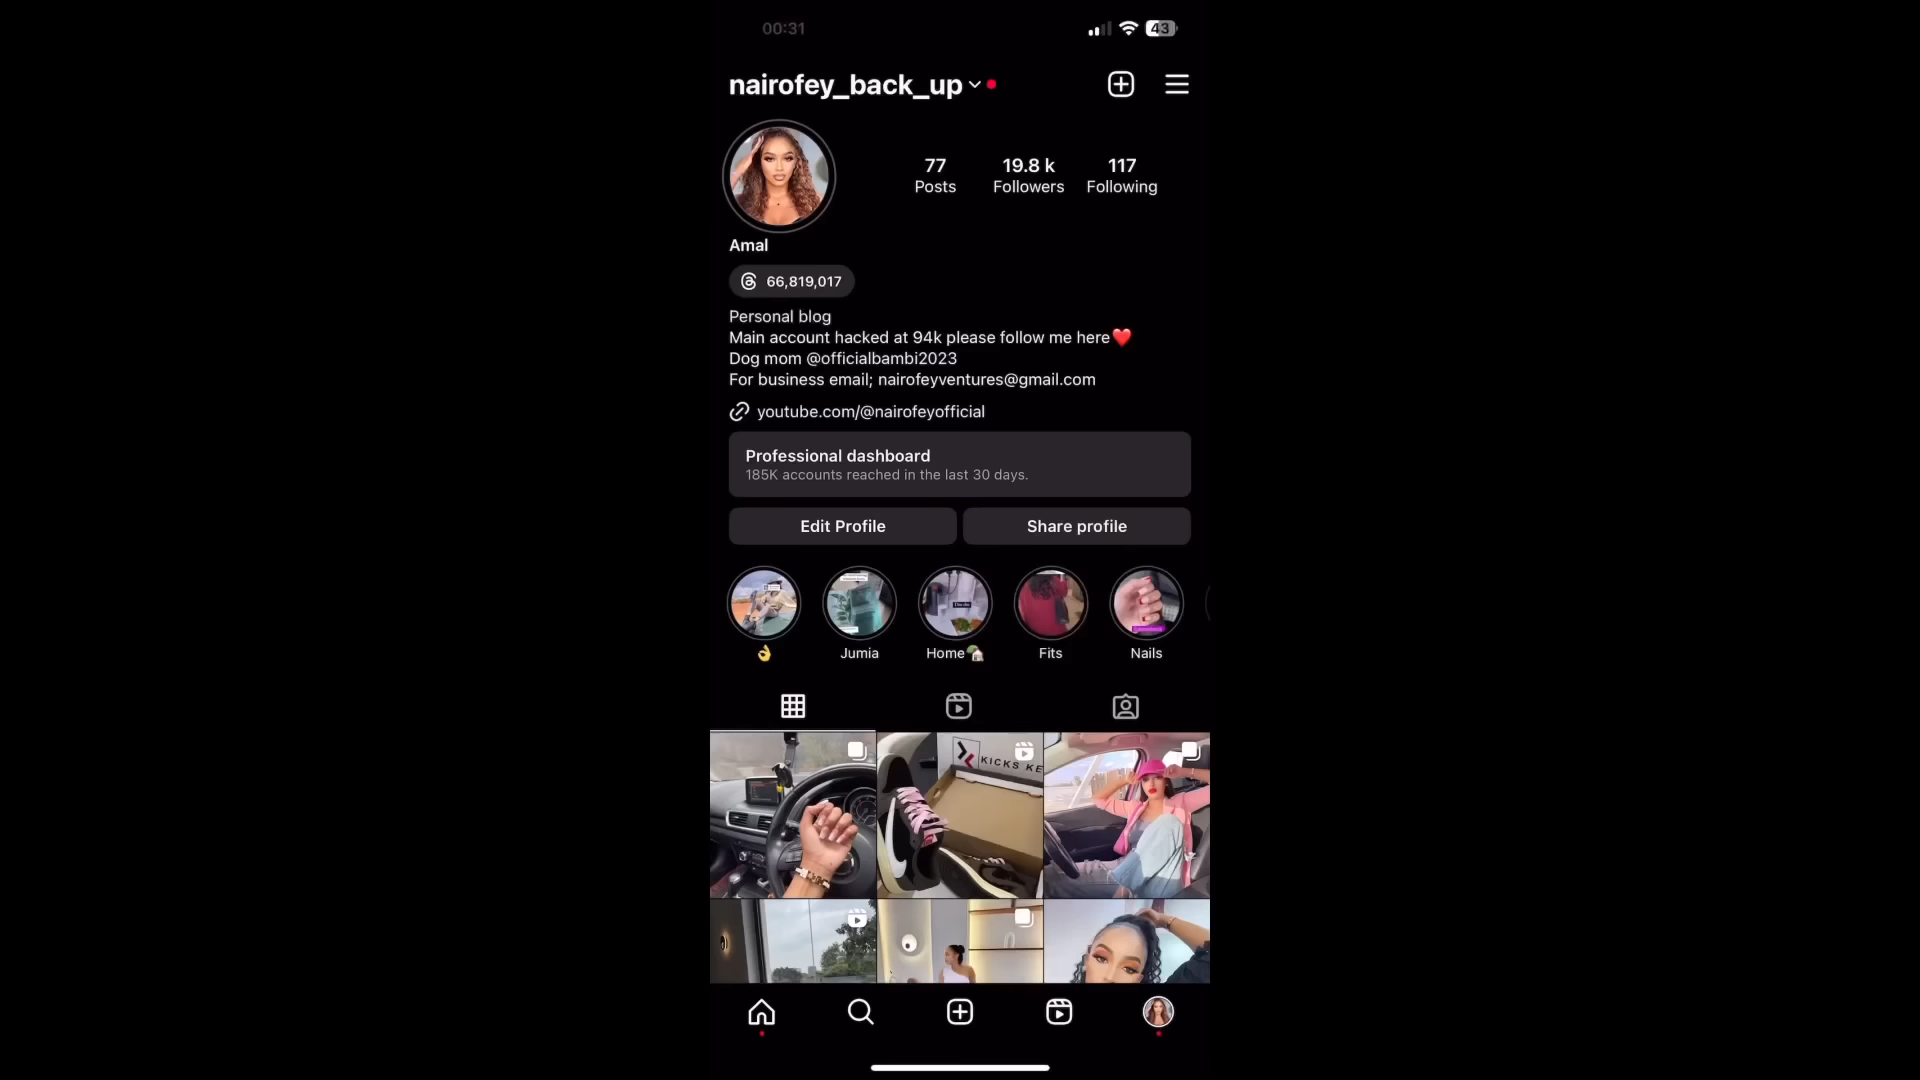 00:31
43
nairofey_back_up
77
19.8 k
117
Posts
Followers
Following
Amal
66,819,017
Personal blog
Main account hacked at 94k please follow me here❤️
Dog mom @officialbambi2023
For business email; nairofeyventures@gmail.com
youtube.com/@nairofeyofficial
Professional dashboard
185K accounts reached in the last 30 days.
Edit Profile
Share profile
👌
Jumia
Home🏡
Fits
Nails
KICKS KE